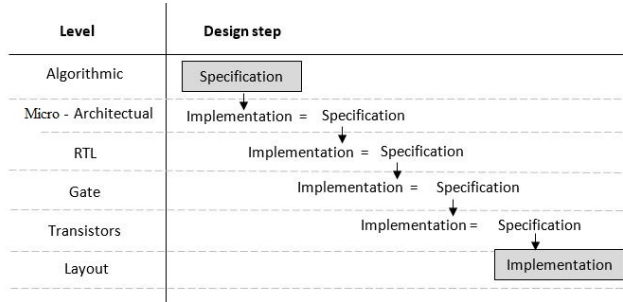 Level Design step
Algorithmic Specification
Micro - Architectual Implementation = Specification
RTL Implementation = Specification
Gate Implementation = Specification
Transistors Implementation = Specification
Layout Implementation